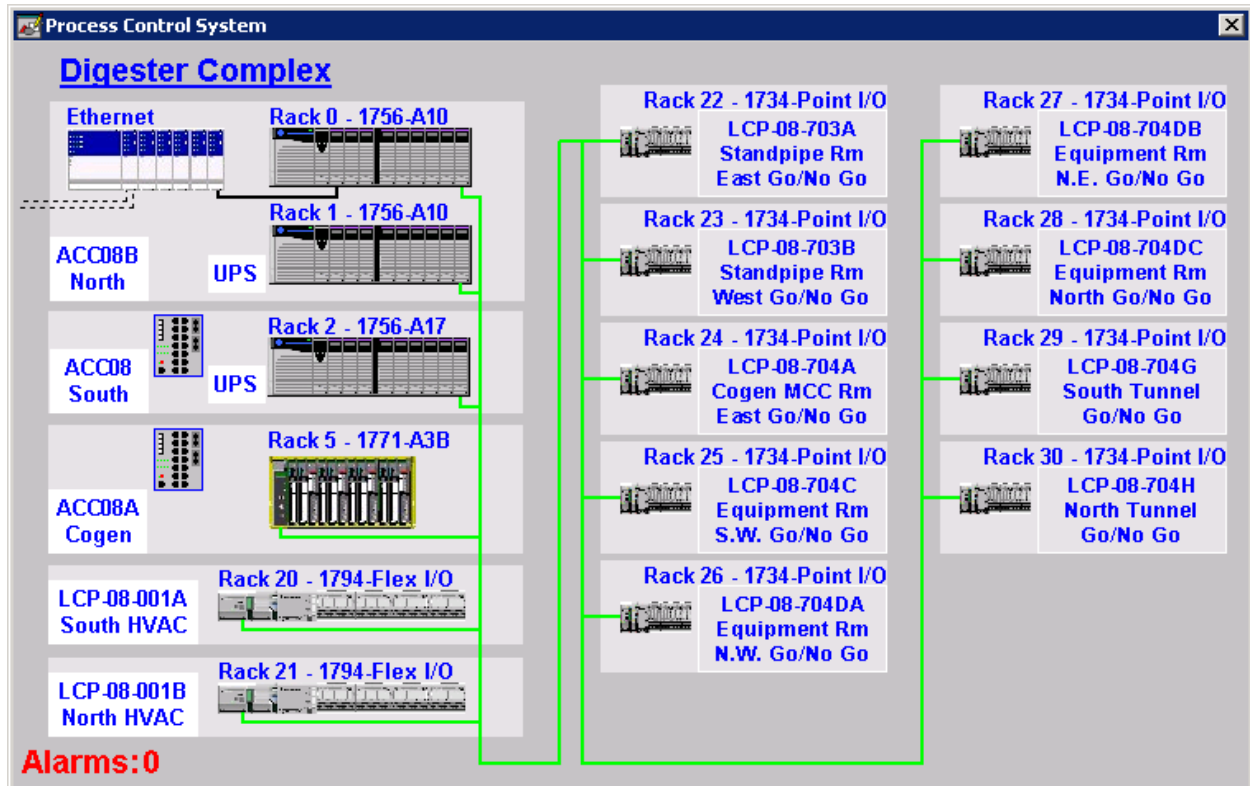 Process Control System
Digester Complex
Ethernet
Rack 0 - 1756-A10
Rack 1 - 1756-A10
ACC08B
North
UPS
Rack 2 - 1756-A17
ACC08
South
UPS
Rack 5 - 1771-A3B
ACC08A
Cogen
Rack 20 - 1794-Flex I/O
LCP-08-001A
South HVAC
Rack 21 - 1794-Flex I/O
LCP-08-001B
North HVAC
Alarms:0
Rack 22 - 1734-Point I/O
LCP-08-703A
Standpipe Rm
East Go/No Go
Rack 23 - 1734-Point I/O
LCP-08-703B
Standpipe Rm
West Go/No Go
Rack 24 - 1734-Point I/O
LCP-08-704A
Cogen MCC Rm
East Go/No Go
Rack 25 - 1734-Point I/O
LCP-08-704C
Equipment Rm
S.W. Go/No Go
Rack 26 - 1734-Point I/O
LCP-08-704DA
Equipment Rm
N.W. Go/No Go
Rack 27 - 1734-Point I/O
LCP-08-704DB
Equipment Rm
N.E. Go/No Go
Rack 28 - 1734-Point I/O
LCP-08-704DC
Equipment Rm
North Go/No Go
Rack 29 - 1734-Point I/O
LCP-08-704G
South Tunnel
Go/No Go
Rack 30 - 1734-Point I/O
LCP-08-704H
North Tunnel
Go/No Go